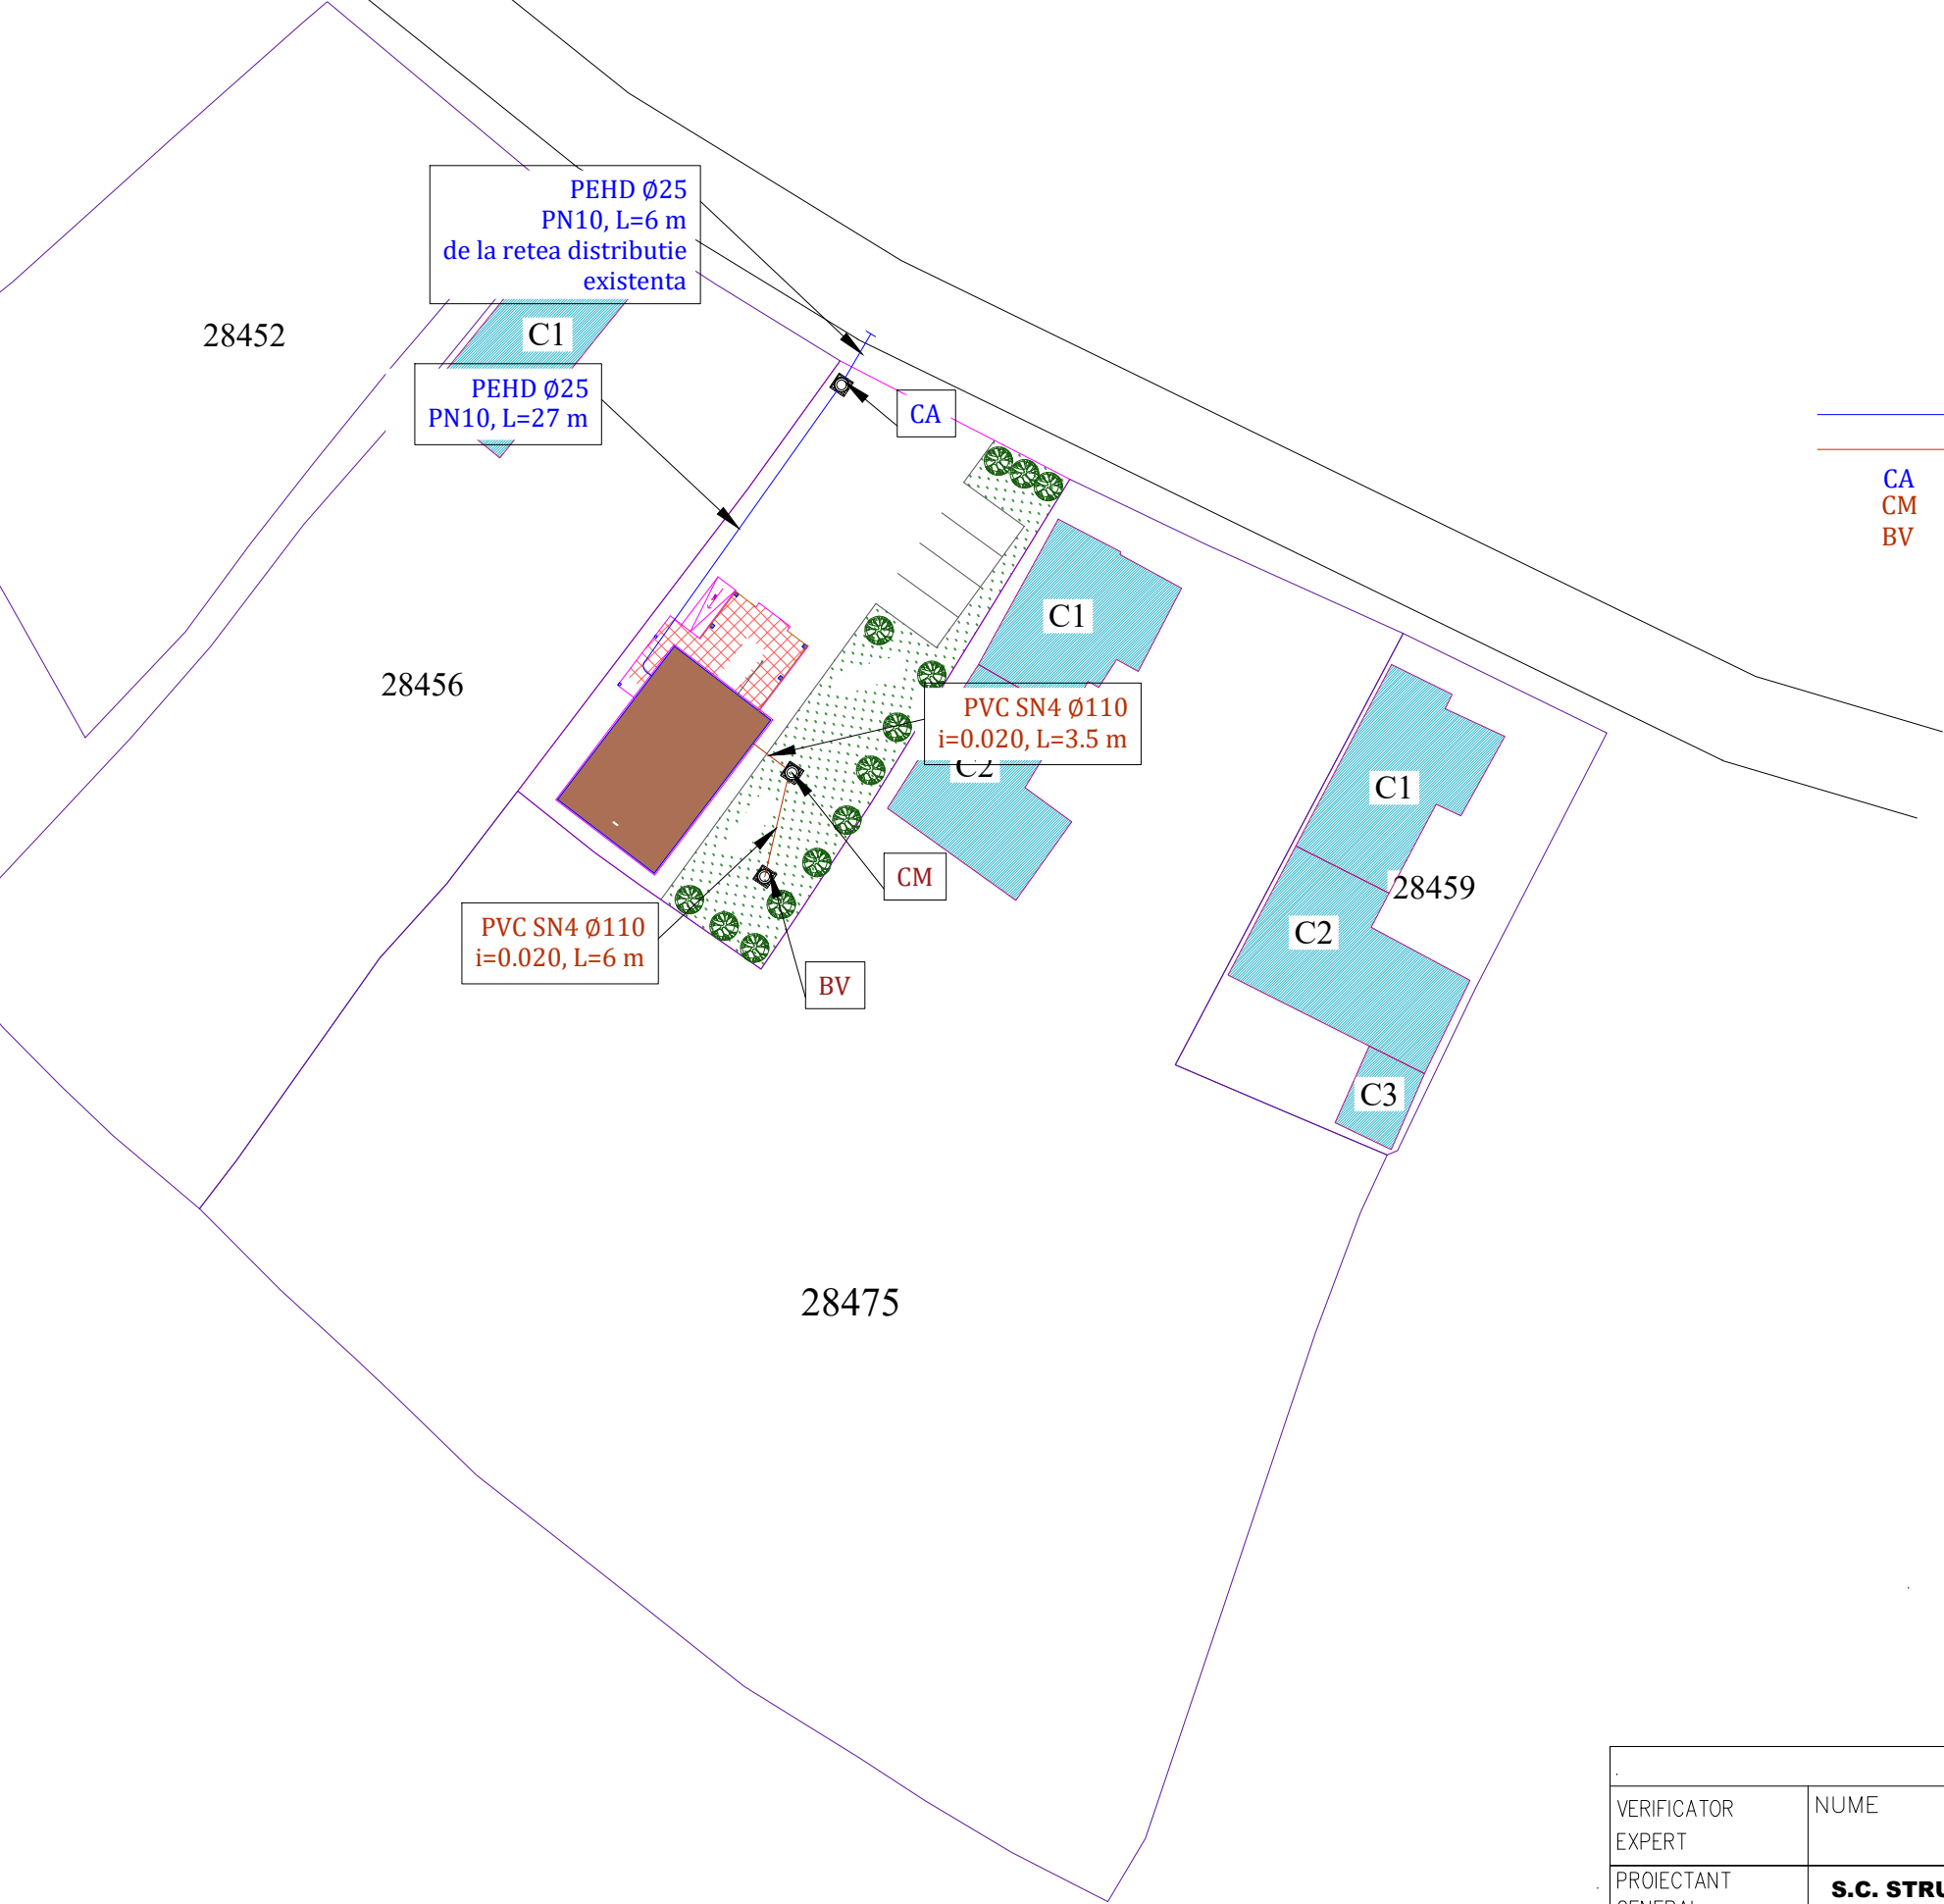 PEHD Ø25
PN10, L=6 m
de la retea distributie
existenta
28452
C1
PEHD Ø25
PN10, L=27 m
CA
CA
CM
BV
C1
28456
PVC SN4 Ø110
i=0.020, L=3.5 m
C2
C1
CM
28459
PVC SN4 Ø110
i=0.020, L=6 m
C2
BV
C3
28475
VERIFICATOR
EXPERT
NUME
PROIECTANT
S.C. STRU